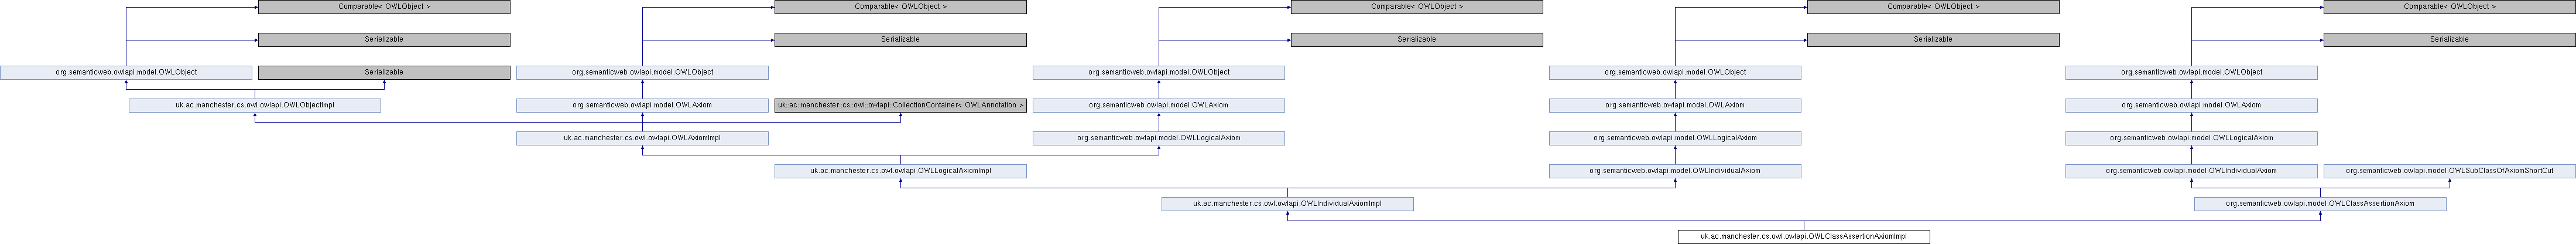 Comparable< OWLObject >
Comparable< OWLObject >
Comparable< OWLObject >
Comparable< OWLObject >
Comparable< OWLObject >
Serializable
Serializable
Serializable
Serializable
Serializable
org.semanticweb.owlapi.model.OWLObject
Serializable
org.semanticweb.owlapi.model.OWLObject
org.semanticweb.owlapi.model.OWLObject
org.semanticweb.owlapi.model.OWLObject
org.semanticweb.owlapi.model.OWLObject
uk.ac.manchester.cs.owl.owlapi.OWLObjectImpl
org.semanticweb.owlapi.model.OWLAxiom
uk::ac::manchester::cs::owl::owlapi::CollectionContainer< OWLAnnotation >
org.semanticweb.owlapi.model.OWLAxiom
org.semanticweb.owlapi.model.OWLAxiom
org.semanticweb.owlapi.model.OWLAxiom
uk.ac.manchester.cs.owl.owlapi.OWLAxiomImpl
org.semanticweb.owlapi.model.OWLLogicalAxiom
org.semanticweb.owlapi.model.OWLLogicalAxiom
org.semanticweb.owlapi.model.OWLLogicalAxiom
uk.ac.manchester.cs.owl.owlapi.OWLLogicalAxiomImpl
org.semanticweb.owlapi.model.OWLIndividualAxiom
org.semanticweb.owlapi.model.OWLIndividualAxiom
org.semanticweb.owlapi.model.OWLSubClassOfAxiomShortCut
uk.ac.manchester.cs.owl.owlapi.OWLIndividualAxiomImpl
org.semanticweb.owlapi.model.OWLClassAssertionAxiom
uk.ac.manchester.cs.owl.owlapi.OWLClassAssertionAxiomImpl